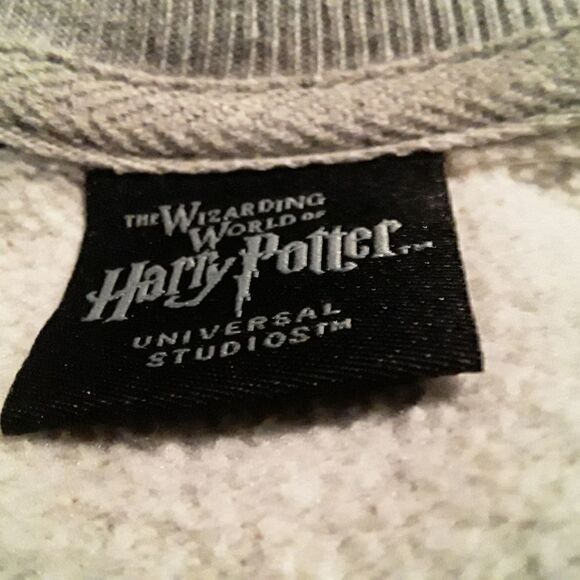 THE WIZARDING
WORLD OF
Harry Potter™
UNIVERSAL
STUDIOS™